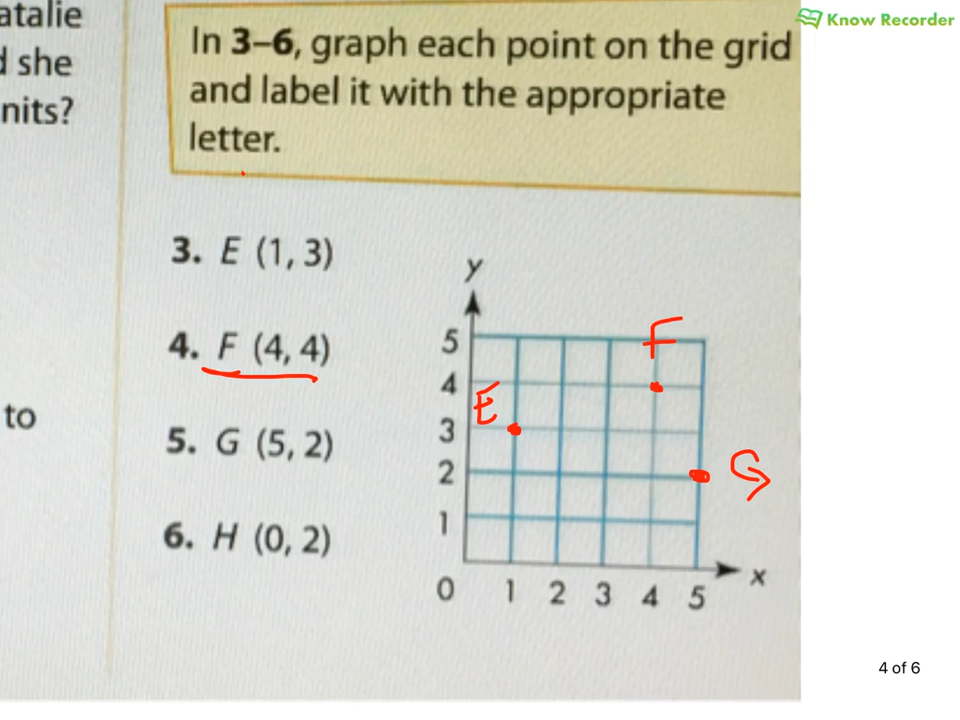 atalie
d she
nits?
to
Know Recorder
In 3–6, graph each point on the grid
and label it with the appropriate
letter.
3. E (1, 3)
4. F (4, 4)
5. G (5, 2)
6. H (0, 2)
y
5
4
3
2
1
0 1 2 3 4 5 x
F
E
G
4 of 6